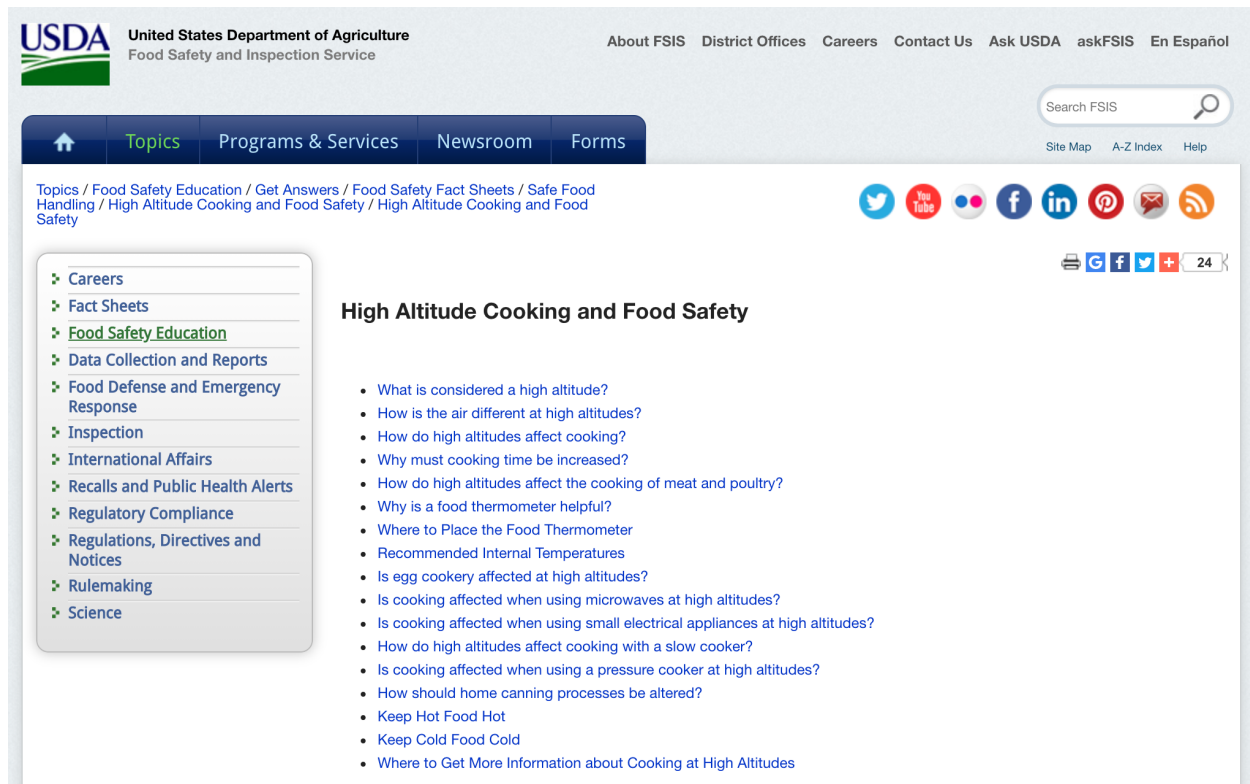 USDA
United States Department of Agriculture
Food Safety and Inspection Service
About FSIS District Offices Careers Contact Us Ask USDA askFSIS En Español
Search FSIS
Site Map A-Z Index Help
Topics Programs & Services Newsroom Forms
Topics / Food Safety Education / Get Answers / Food Safety Fact Sheets / Safe Food
Handling / High Altitude Cooking and Food Safety / High Altitude Cooking and Food
Safety
You
Tube
f
in
G f + 24
Careers
Fact Sheets
Food Safety Education
Data Collection and Reports
Food Defense and Emergency
Response
Inspection
International Affairs
Recalls and Public Health Alerts
Regulatory Compliance
Regulations, Directives and
Notices
Rulemaking
Science
High Altitude Cooking and Food Safety
• What is considered a high altitude?
• How is the air different at high altitudes?
• How do high altitudes affect cooking?
• Why must cooking time be increased?
• How do high altitudes affect the cooking of meat and poultry?
• Why is a food thermometer helpful?
• Where to Place the Food Thermometer
• Recommended Internal Temperatures
• Is egg cookery affected at high altitudes?
• Is cooking affected when using microwaves at high altitudes?
• Is cooking affected when using small electrical appliances at high altitudes?
• How do high altitudes affect cooking with a slow cooker?
• Is cooking affected when using a pressure cooker at high altitudes?
• How should home canning processes be altered?
• Keep Hot Food Hot
• Keep Cold Food Cold
• Where to Get More Information about Cooking at High Altitudes